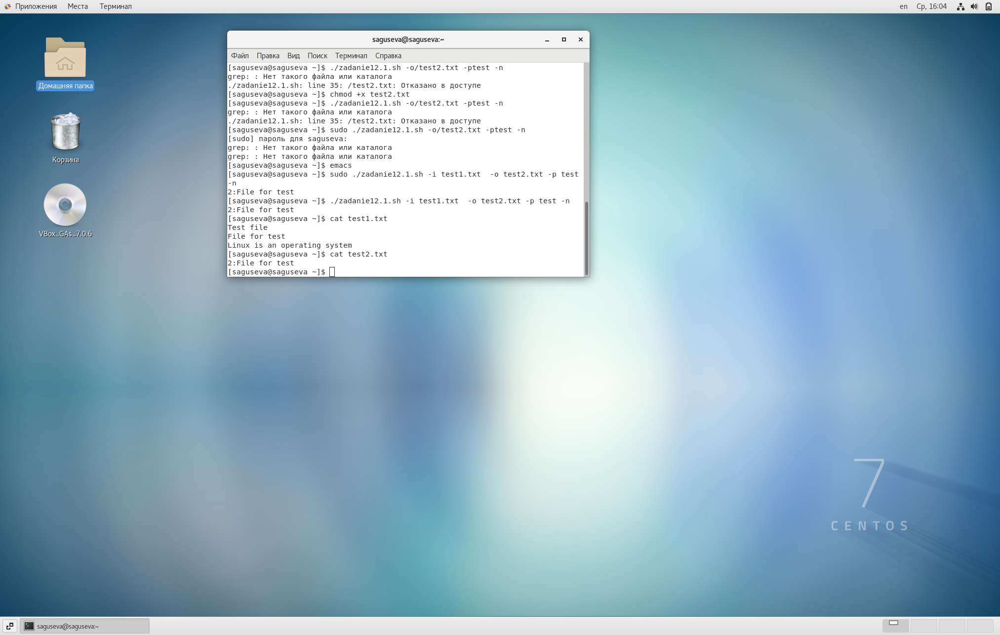 Приложения Места Терминал en Ср, 16:04
Домашняя папка
Корзина
VBox_GAs_7.0.6
saguseva@saguseva:~
Файл Правка Вид Поиск Терминал Справка
[saguseva@saguseva ~]$ ./zadanie12.1.sh -o/test2.txt -ptest -n
grep: : Нет такого файла или каталога
./zadanie12.1.sh: line 35: /test2.txt: Отказано в доступе
[saguseva@saguseva ~]$ chmod +x test2.txt
[saguseva@saguseva ~]$ ./zadanie12.1.sh -o/test2.txt -ptest -n
grep: : Нет такого файла или каталога
./zadanie12.1.sh: line 35: /test2.txt: Отказано в доступе
[saguseva@saguseva ~]$ sudo ./zadanie12.1.sh -o/test2.txt -ptest -n
[sudo] пароль для saguseva:
grep: : Нет такого файла или каталога
grep: : Нет такого файла или каталога
[saguseva@saguseva ~]$ emacs
[saguseva@saguseva ~]$ sudo ./zadanie12.1.sh -i test1.txt  -o test2.txt -p test
-n
2:File for test
[saguseva@saguseva ~]$ ./zadanie12.1.sh -i test1.txt  -o test2.txt -p test -n
2:File for test
[saguseva@saguseva ~]$ cat test1.txt
Test file
File for test
Linux is an operating system
[saguseva@saguseva ~]$ cat test2.txt
2:File for test
[saguseva@saguseva ~]$
7
CENTOS
saguseva@saguseva:~